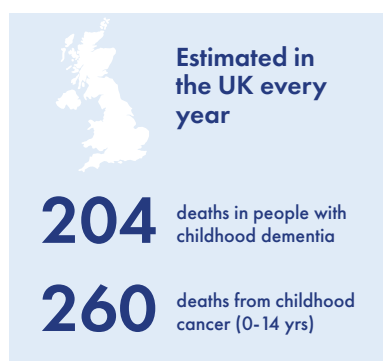 Estimated in
the UK every
year
204
deaths in people with
childhood dementia
260
deaths from childhood
cancer (0-14 yrs)